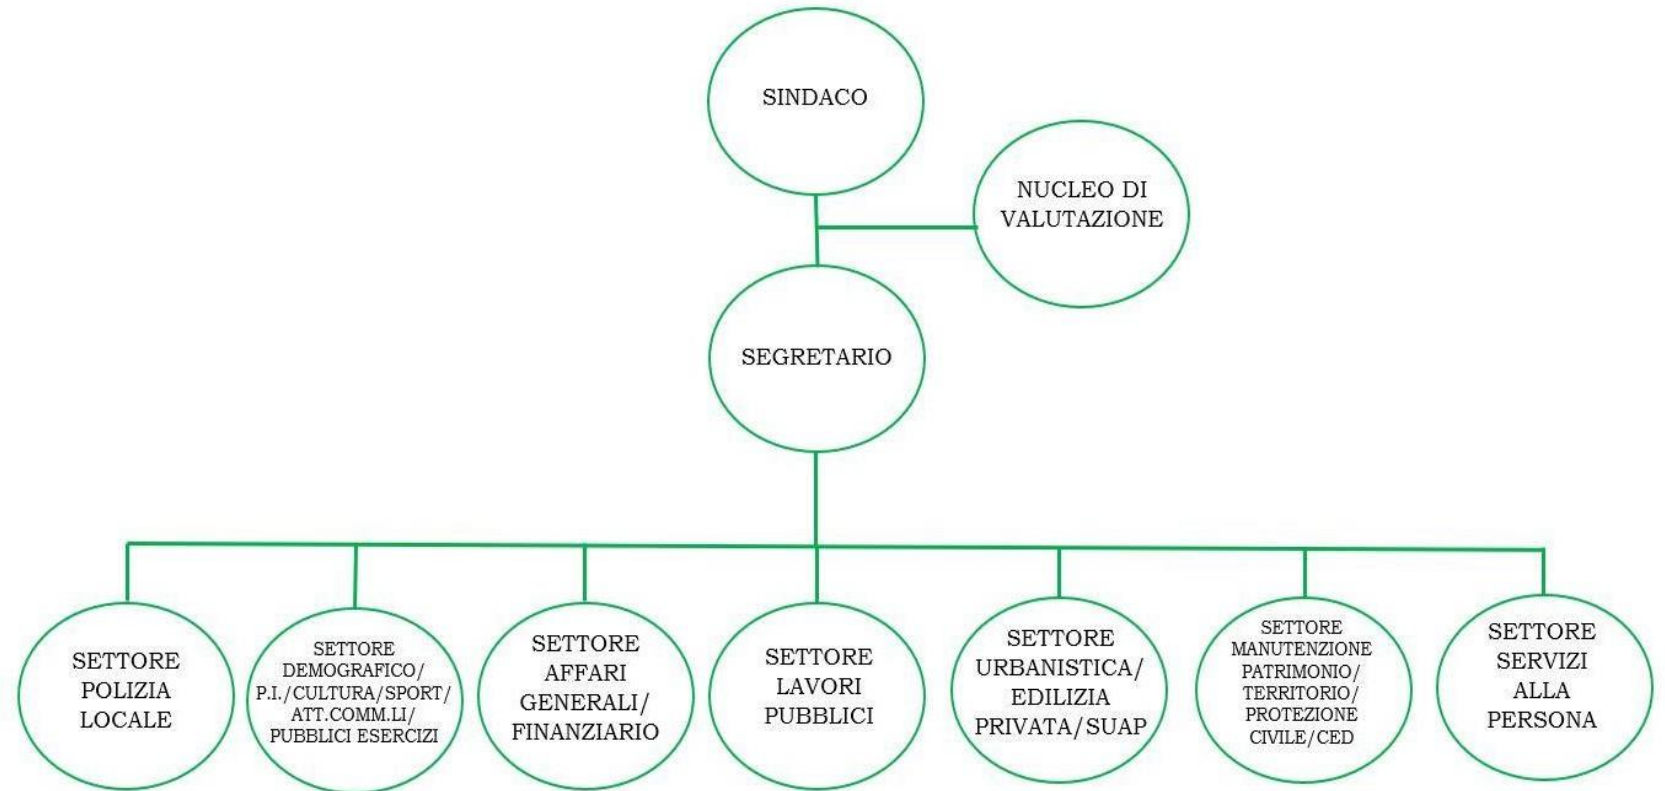 SINDACO
NUCLEO DI
VALUTAZIONE
SEGRETARIO
SETTORE
POLIZIA
LOCALE
SETTORE
DEMOGRAFICO/
P.I./CULTURA/SPORT/
ATT.COMM.LI/
PUBBLICI ESERCIZI
SETTORE
AFFARI
GENERALI/
FINANZIARIO
SETTORE
LAVORI
PUBBLICI
SETTORE
URBANISTICA/
EDILIZIA
PRIVATA/SUAP
SETTORE
MANUTENZIONE
PATRIMONIO/
TERRITORIO/
PROTEZIONE
CIVILE/CED
SETTORE
SERVIZI
ALLA
PERSONA